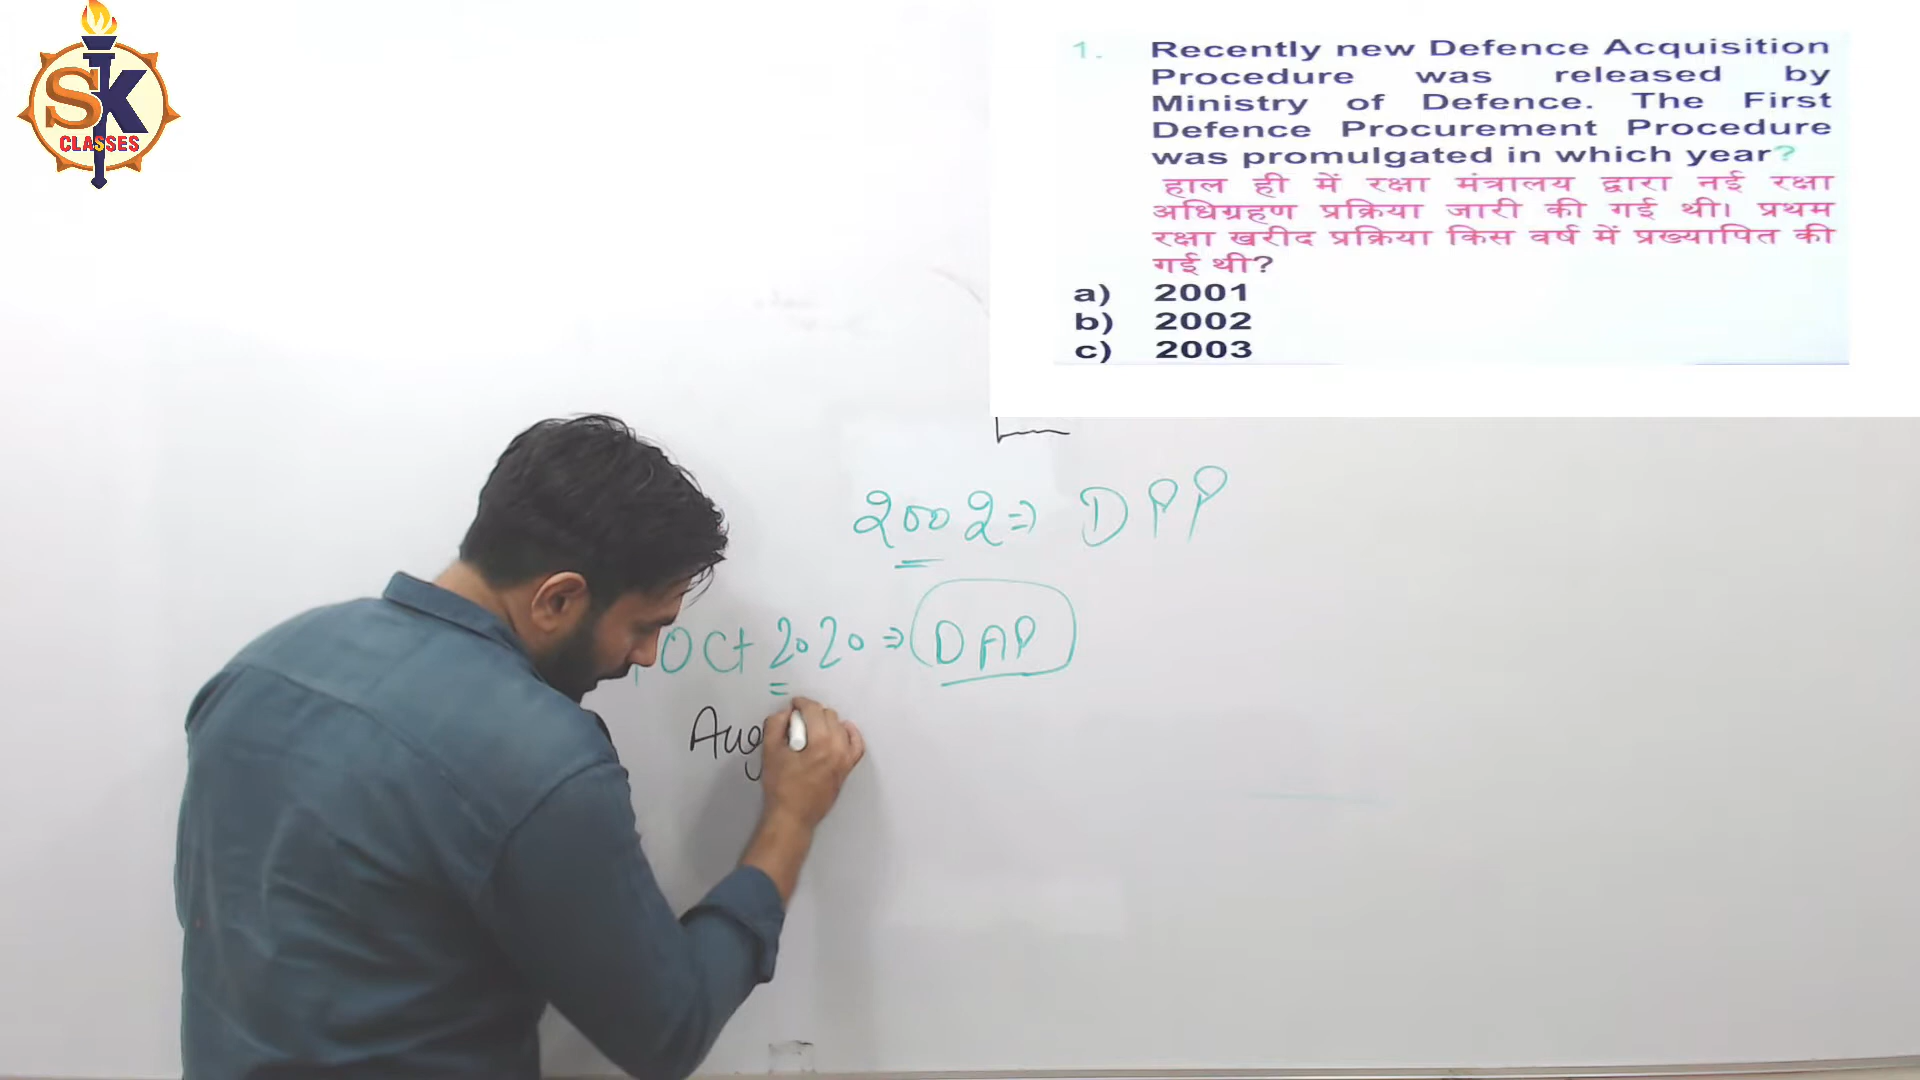 SK
CLASSES
1. Recently new Defence Acquisition
Procedure was released by
Ministry of Defence. The First
Defence Procurement Procedure
was promulgated in which year?
हाल ही में रक्षा मंत्रालय द्वारा नई रक्षा
अधिग्रहण प्रक्रिया जारी की गई थी। प्रथम
रक्षा खरीद प्रक्रिया किस वर्ष में प्रख्यापित की
गई थी?
a) 2001
b) 2002
c) 2003
2002 ⇒ DPP
Oct 2020 ⇒ DAP
Aug